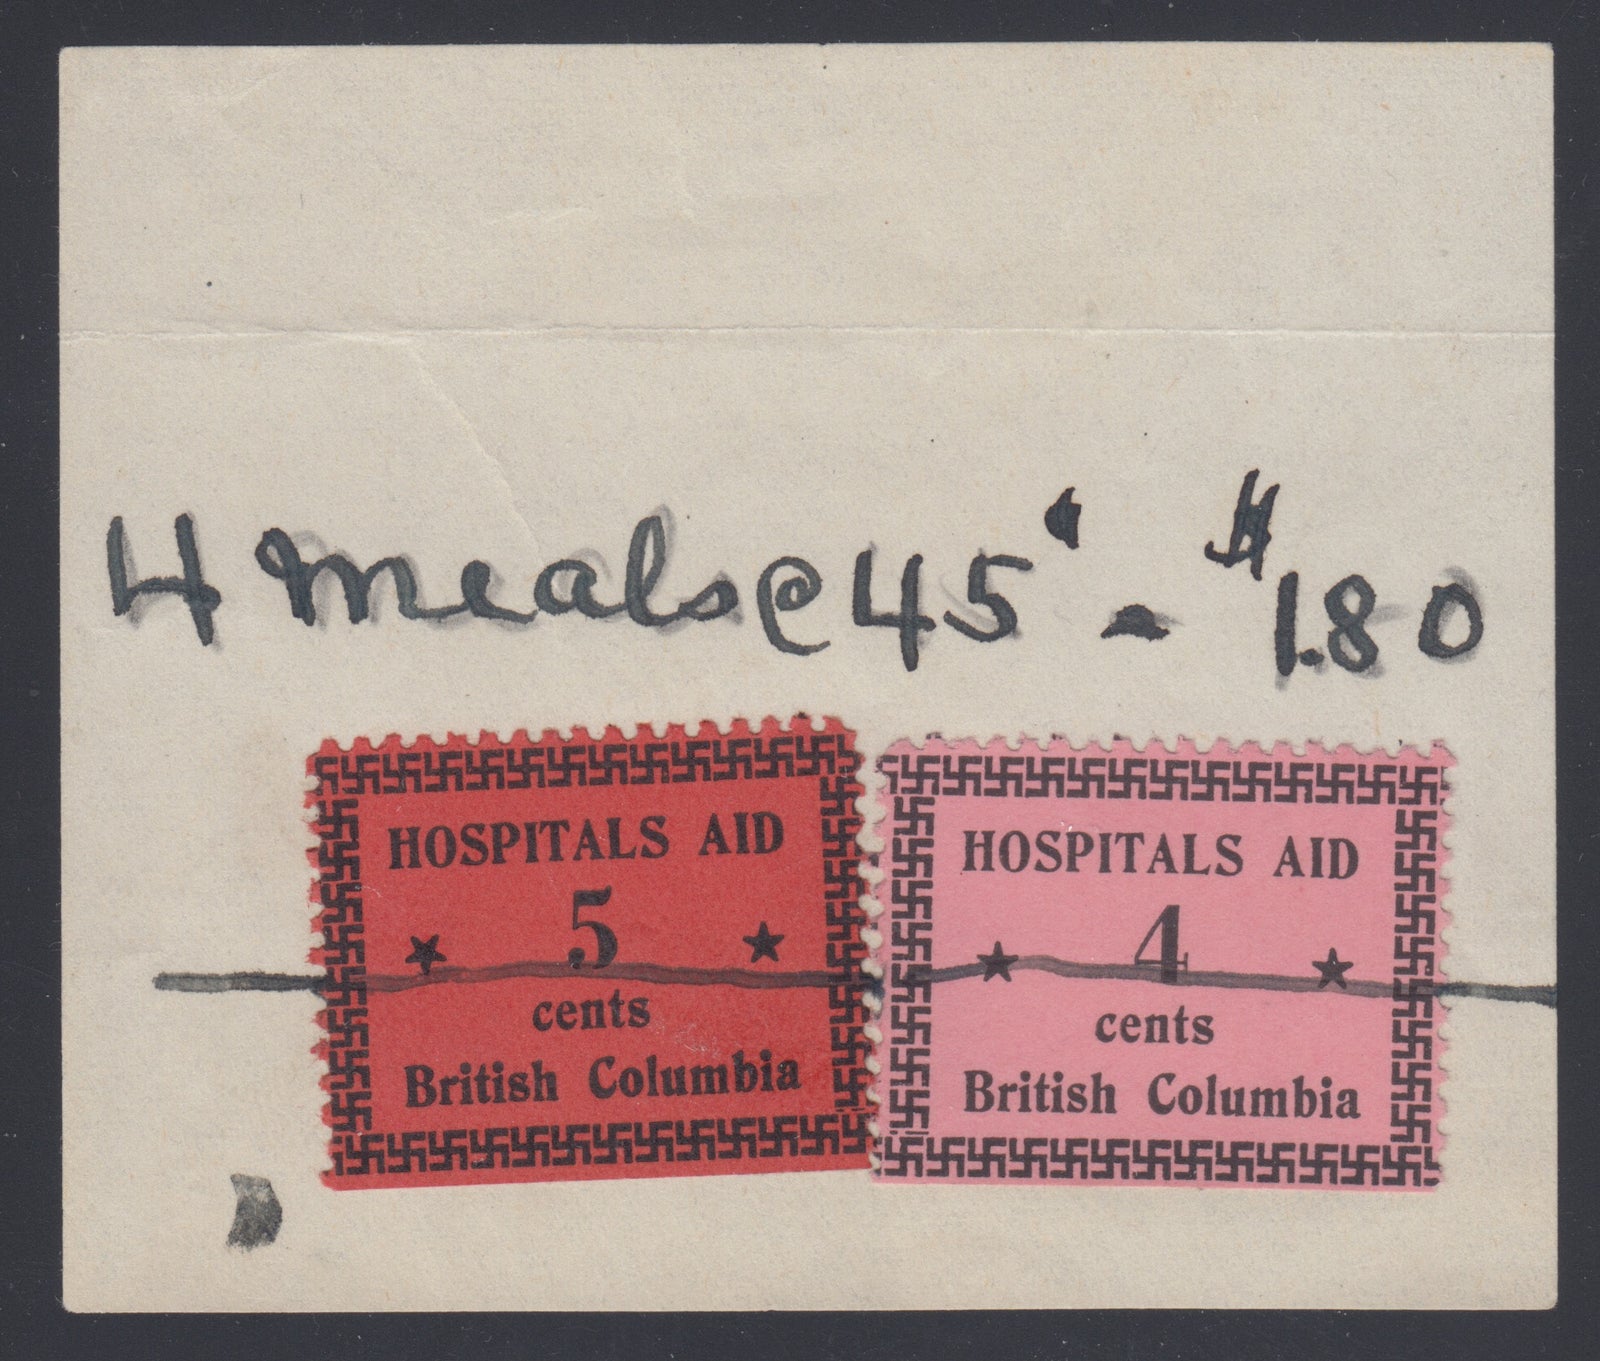 4 meals @ 45¢ - $1.80
HOSPITALS AID
5
cents
British Columbia
HOSPITALS AID
4
cents
British Columbia